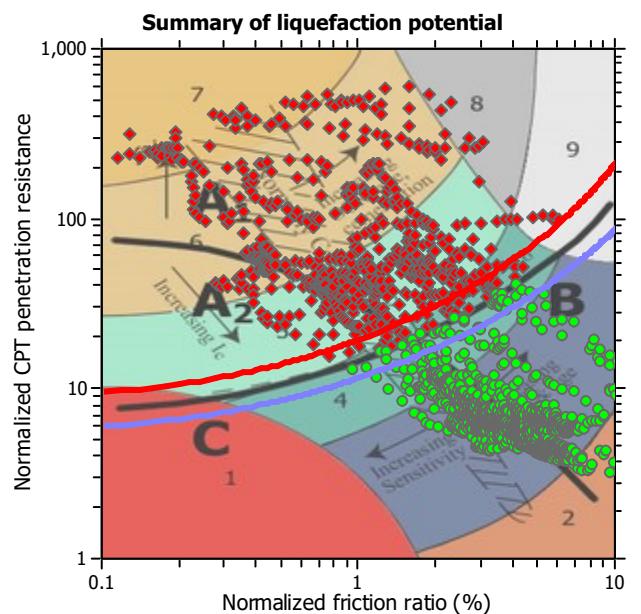 Summary of liquefaction potential
Normalized CPT penetration resistance
1,000
100
10
1
7
8
9
A1
6
A2
Increasing Ic
5
B
4
C
1
Increasing
Sensitivity
2
0.1
1
10
Normalized friction ratio (%)